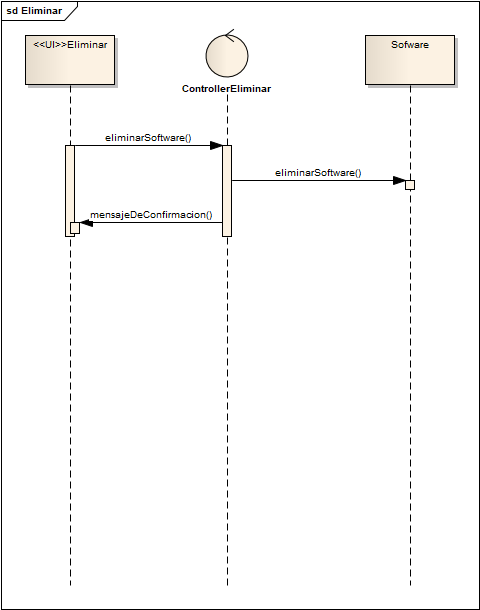 sd Eliminar
<<UI>>Eliminar
Sofware
ControllerEliminar
eliminarSoftware()
eliminarSoftware()
mensajeDeConfirmacion()